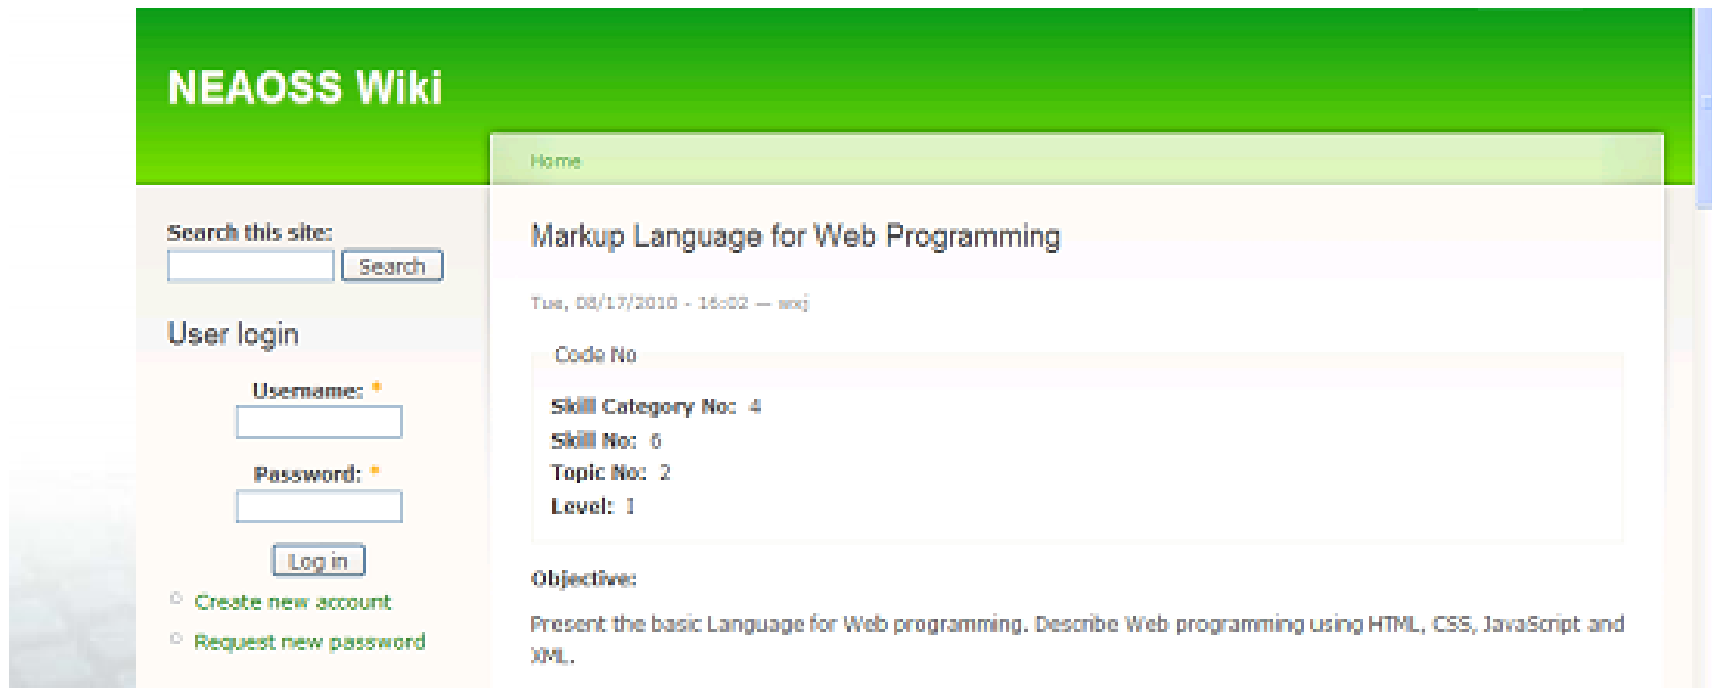 NEAOSS Wiki
Home
Search this site:
Search
User login
Username: *
Password: *
Log in
Create new account
Request new password
Markup Language for Web Programming
Tue, 08/17/2010 - 16:02 —
Code No
Skill Category No: 4
Skill No: 6
Topic No: 2
Level: I
Objective:
Present the basic Language for Web programming. Describe Web programming using HTML, CSS, JavaScript and
XML.